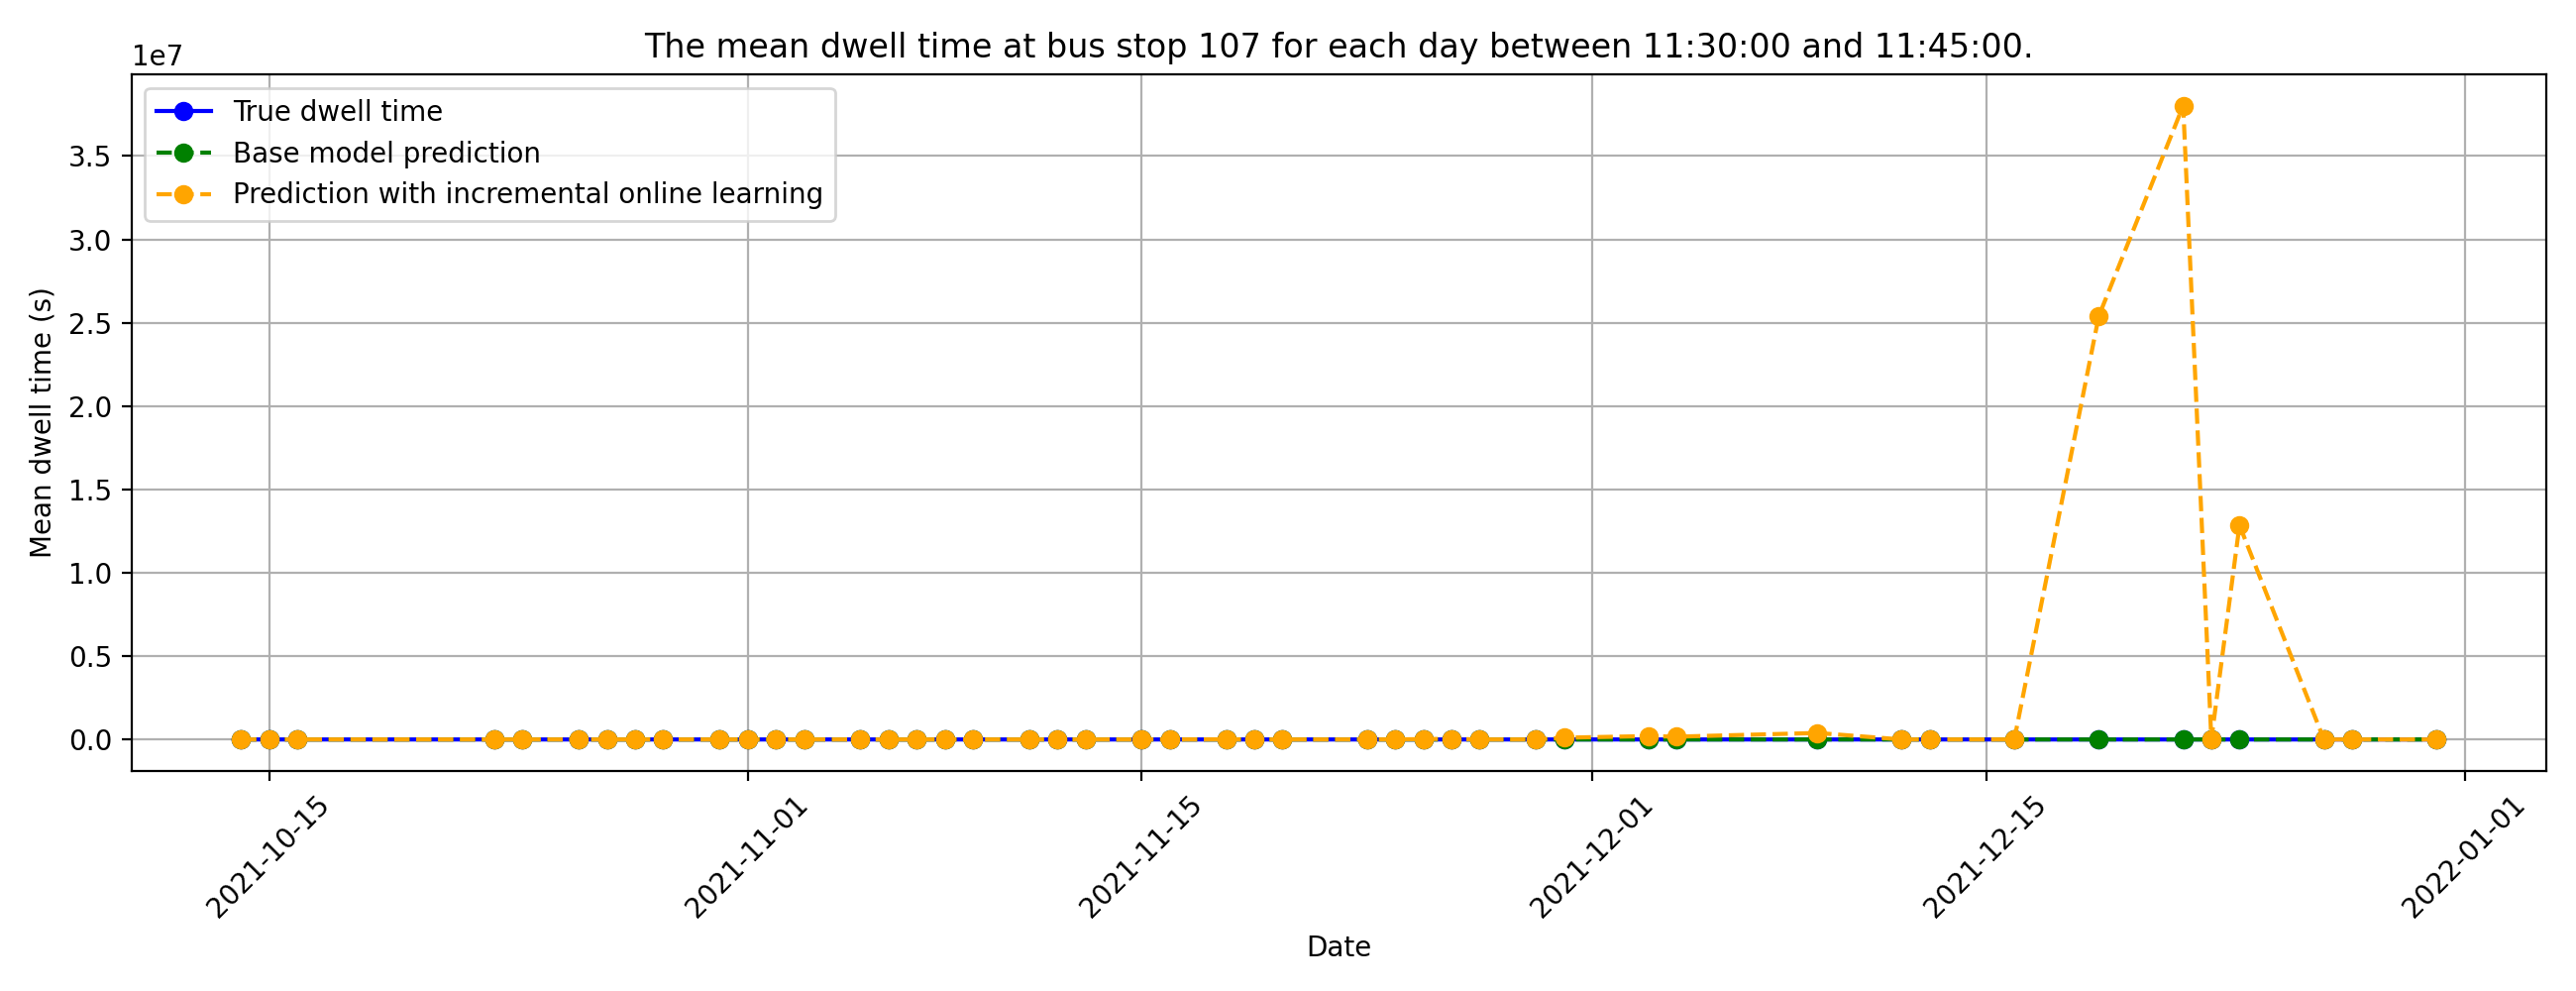 The mean dwell time at bus stop 107 for each day between 11:30:00 and 11:45:00.
1e7
True dwell time
Base model prediction
Prediction with incremental online learning
Mean dwell time (s)
3.5
3.0
2.5
2.0
1.5
1.0
0.5
0.0
2021-10-15
2021-11-01
2021-11-15
2021-12-01
2021-12-15
2022-01-01
Date